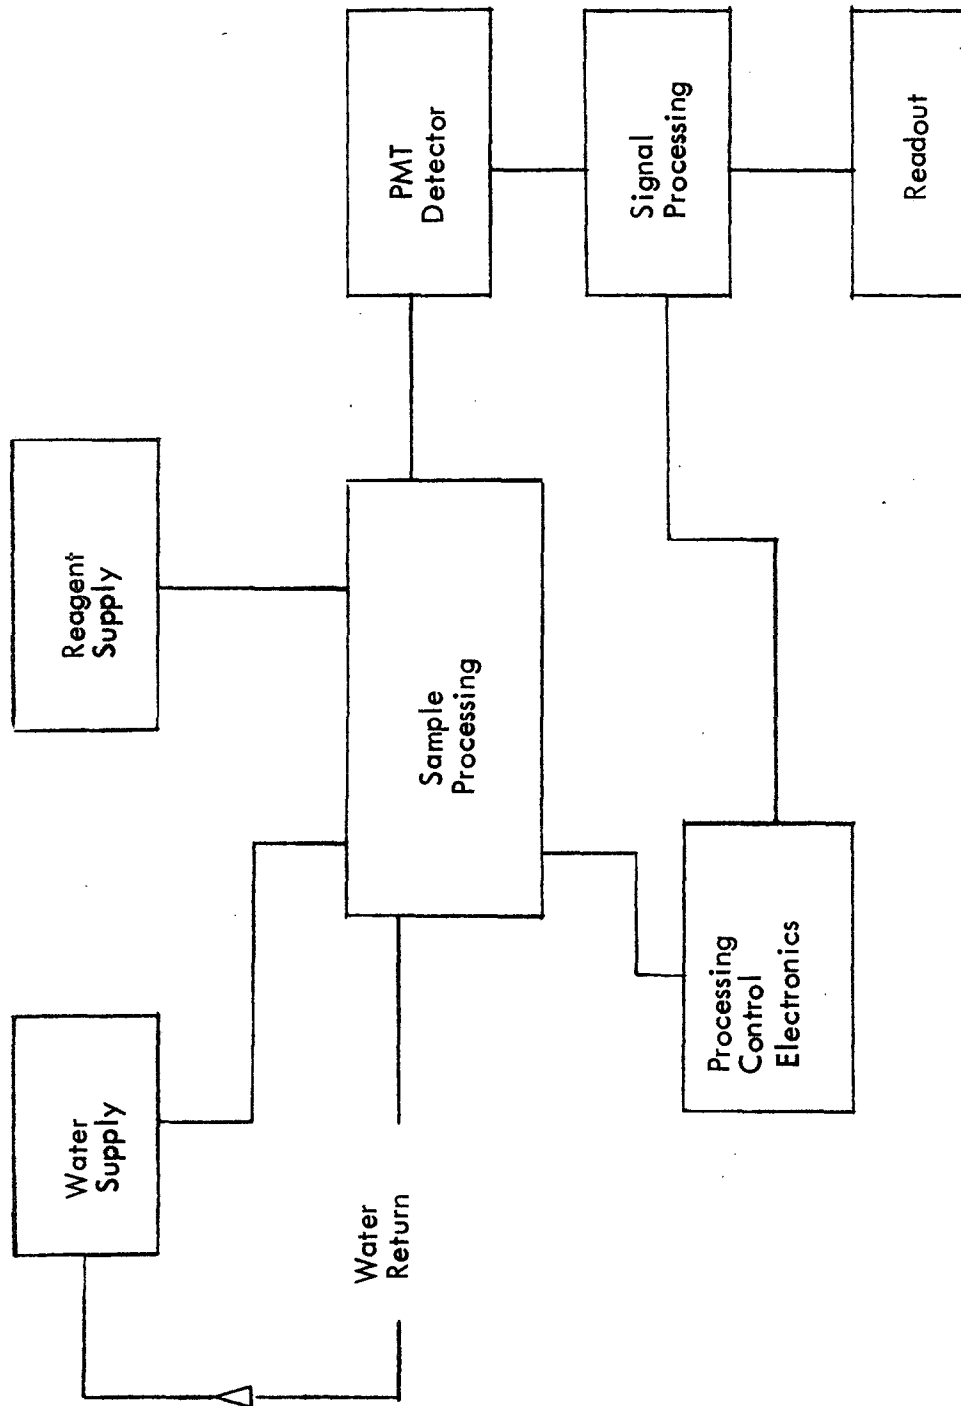 Water
Supply
Reagent
Supply
Water
Return
Sample
Processing
PMT
Detector
Processing
Control
Electronics
Signal
Processing
Readout